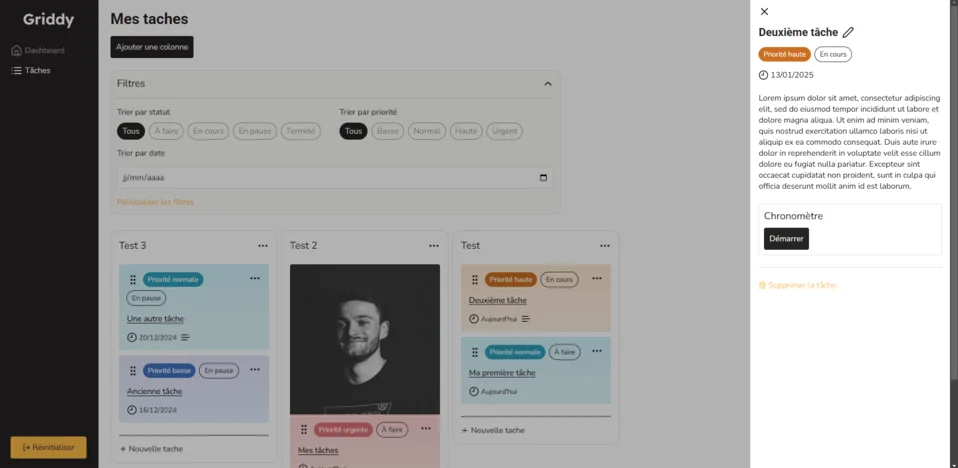 Griddy
Dashboard
Tâches
Réinitialiser
Mes taches
Ajouter une colonne
Filtres
Trier par statut
Tous
À faire
En cours
En pause
Terminé
Trier par priorité
Tous
Basse
Normal
Haute
Urgent
Trier par date
jj/mm/aaaa
Réinitialiser les filtres
Test 3
Priorité normale
En pause
Une autre tâche
20/12/2024
Priorité basse
En pause
Ancienne tâche
16/12/2024
+ Nouvelle tache
Test 2
Priorité urgente
À faire
Mes tâches
Aujourd'hui
Test
Priorité haute
En cours
Deuxième tâche
Aujourd'hui
Priorité normale
À faire
Ma première tâche
Aujourd'hui
+ Nouvelle tache
Deuxième tâche
Priorité haute
En cours
13/01/2025
Lorem ipsum dolor sit amet, consectetur adipiscing
elit, sed do eiusmod tempor incididunt ut labore et
dolore magna aliqua. Ut enim ad minim veniam,
quis nostrud exercitation ullamco laboris nisi ut
aliquip ex ea commodo consequat. Duis aute irure
dolor in reprehenderit in voluptate velit esse cillum
dolore eu fugiat nulla pariatur. Excepteur sint
occaecat cupidatat non proident, sunt in culpa qui
officia deserunt mollit anim id est laborum.
Chronomètre
Démarrer
Supprimer la tâche